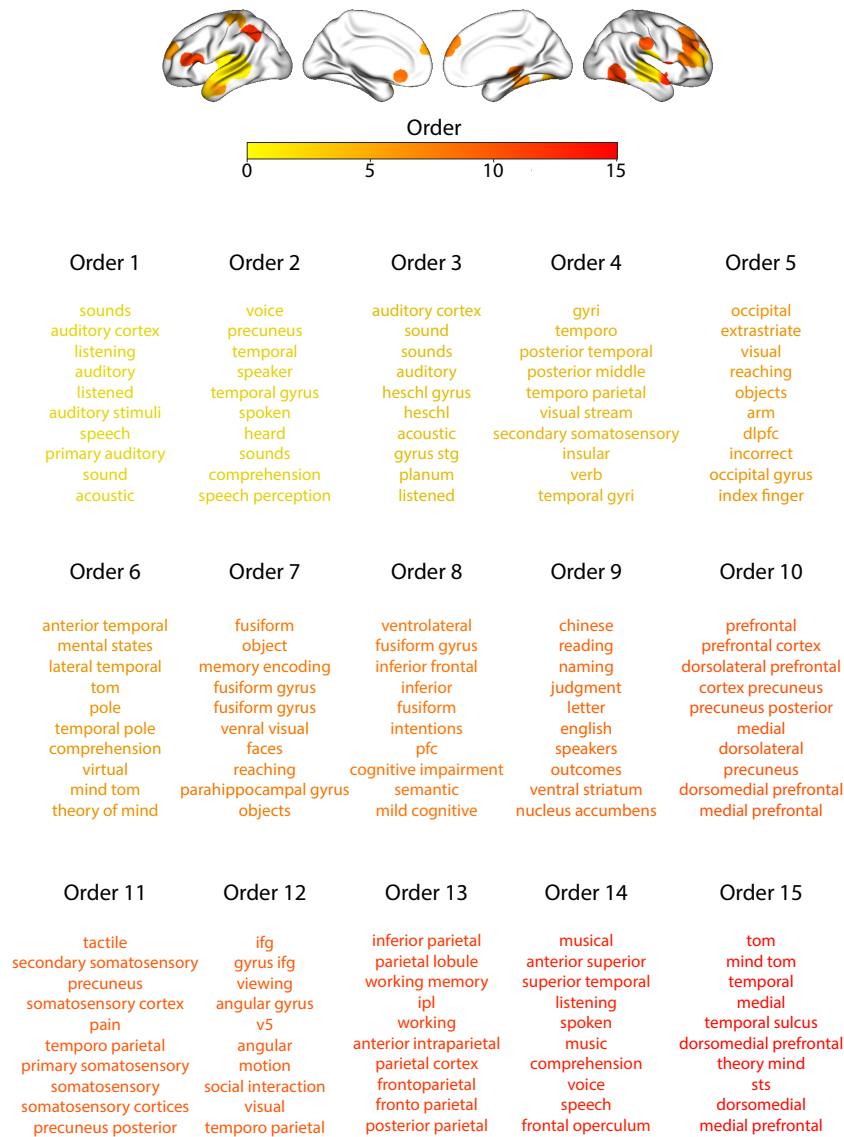 Order
0 5 10 15
Order 1
sounds
auditory cortex
listening
auditory
listened
auditory stimuli
speech
primary auditory
sound
acoustic
Order 2
voice
precuneus
temporal
speaker
temporal gyrus
spoken
heard
sounds
comprehension
speech perception
Order 3
auditory cortex
sound
sounds
auditory
heschl gyrus
heschl
acoustic
gyrus stg
planum
listened
Order 4
gyri
temporo
posterior temporal
posterior middle
temporo parietal
visual stream
secondary somatosensory
insular
verb
temporal gyri
Order 5
occipital
extrastriate
visual
reaching
objects
arm
dlpfc
incorrect
occipital gyrus
index finger
Order 6
anterior temporal
mental states
lateral temporal
tom
pole
temporal pole
comprehension
virtual
mind tom
theory of mind
Order 7
fusiform
object
memory encoding
fusiform gyrus
fusiform gyrus
venral visual
faces
reaching
parahippocampal gyrus
objects
Order 8
ventrolateral
fusiform gyrus
inferior frontal
inferior
fusiform
intentions
pfc
cognitive impairment
semantic
mild cognitive
Order 9
chinese
reading
naming
judgment
letter
english
speakers
outcomes
ventral striatum
nucleus accumbens
Order 10
prefrontal
prefrontal cortex
dorsolateral prefrontal
cortex precuneus
precuneus posterior
medial
dorsolateral
precuneus
dorsomedial prefrontal
medial prefrontal
Order 11
tactile
secondary somatosensory
precuneus
somatosensory cortex
pain
temporo parietal
primary somatosensory
somatosensory
somatosensory cortices
precuneus posterior
Order 12
ifg
gyrus ifg
viewing
angular gyrus
v5
angular
motion
social interaction
visual
temporo parietal
Order 13
inferior parietal
parietal lobule
working memory
ipl
working
anterior intraparietal
parietal cortex
frontoparietal
fronto parietal
posterior parietal
Order 14
musical
anterior superior
superior temporal
listening
spoken
music
comprehension
voice
speech
frontal operculum
Order 15
tom
mind tom
temporal
medial
temporal sulcus
dorsomedial prefrontal
theory mind
sts
dorsomedial
medial prefrontal